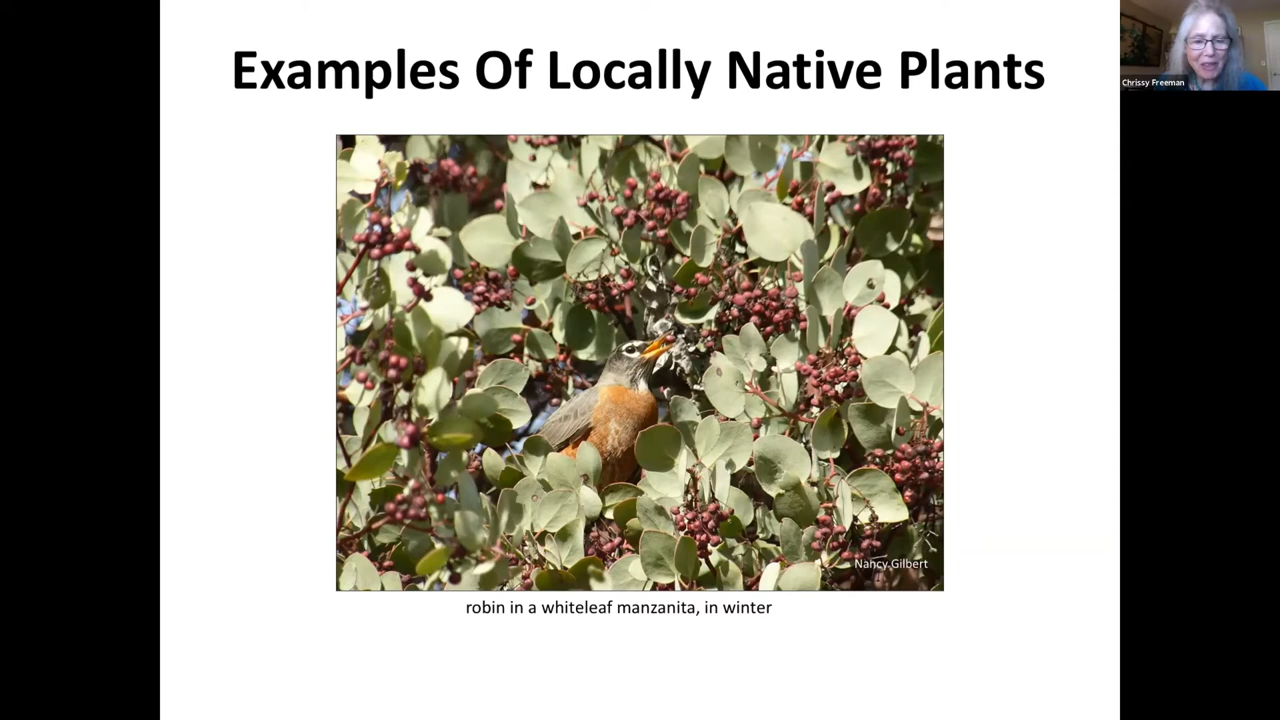 Examples Of Locally Native Plants
Chrissy Freeman
Nancy Gilbert
robin in a whiteleaf manzanita, in winter